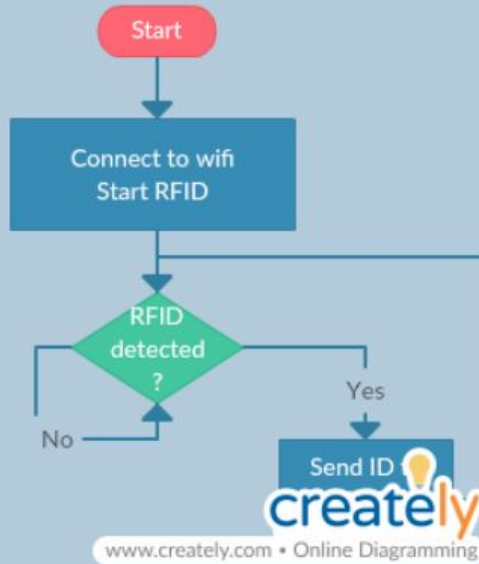 Start
Connect to wifi
Start RFID
RFID
detected
?
Yes
No
Send ID
creately
www.creately.com • Online Diagramming